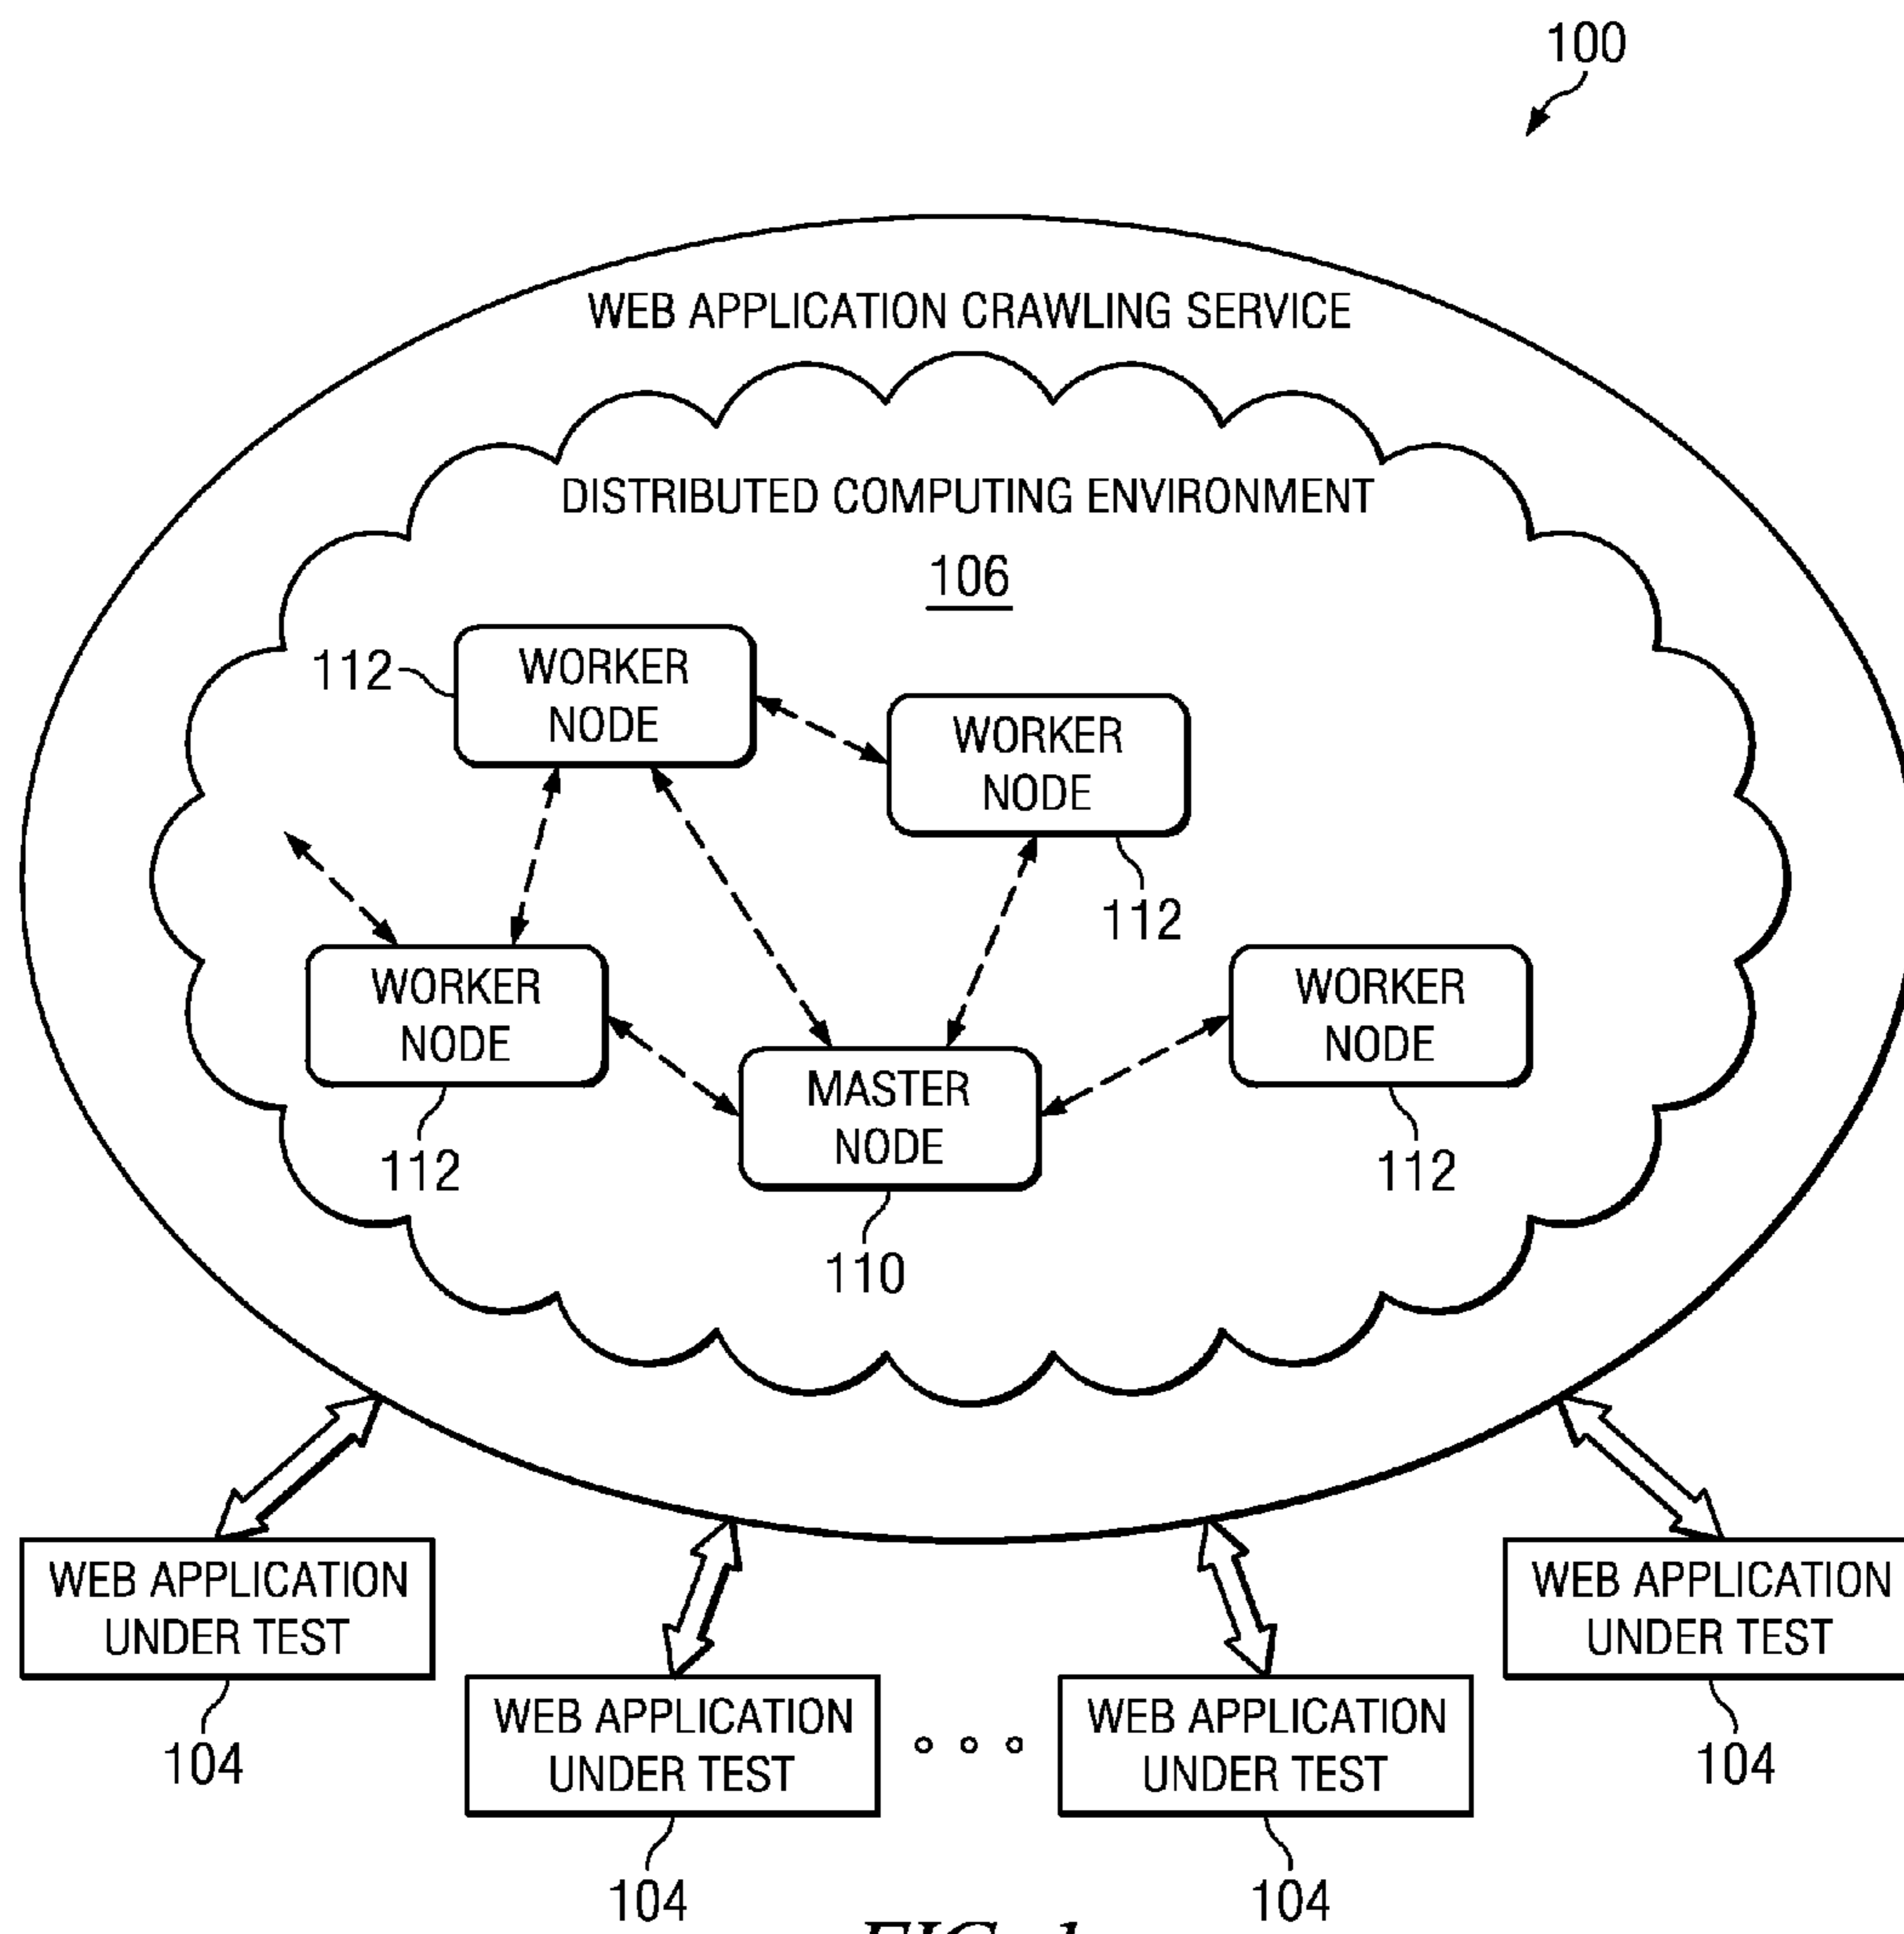 100
WEB APPLICATION CRAWLING SERVICE
DISTRIBUTED COMPUTING ENVIRONMENT
106
112
WORKER
NODE
WORKER
NODE
112
WORKER
NODE
112
WORKER
NODE
112
MASTER
NODE
110
WEB APPLICATION
UNDER TEST
104
WEB APPLICATION
UNDER TEST
104
WEB APPLICATION
UNDER TEST
104
WEB APPLICATION
UNDER TEST
104